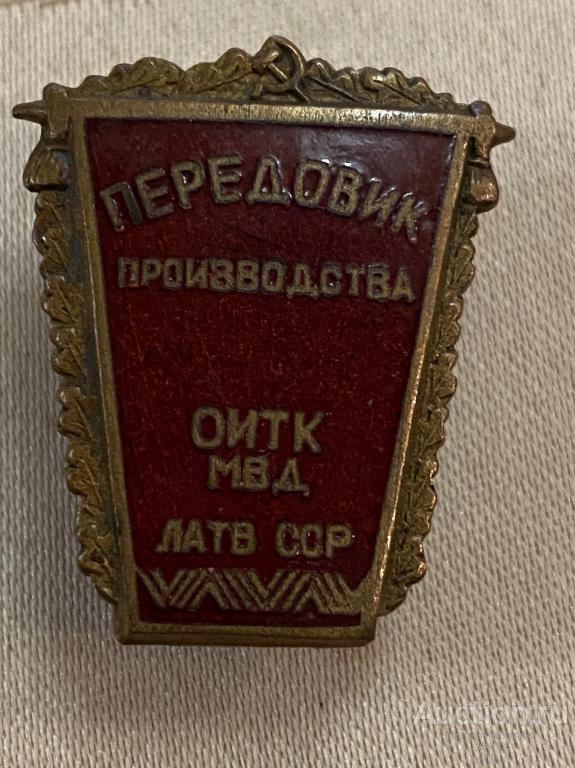 ПЕРЕДОВИК
ПРОИЗВОДСТВА
ОИТК
МВД
ЛАТВ ССР
Auction.ru